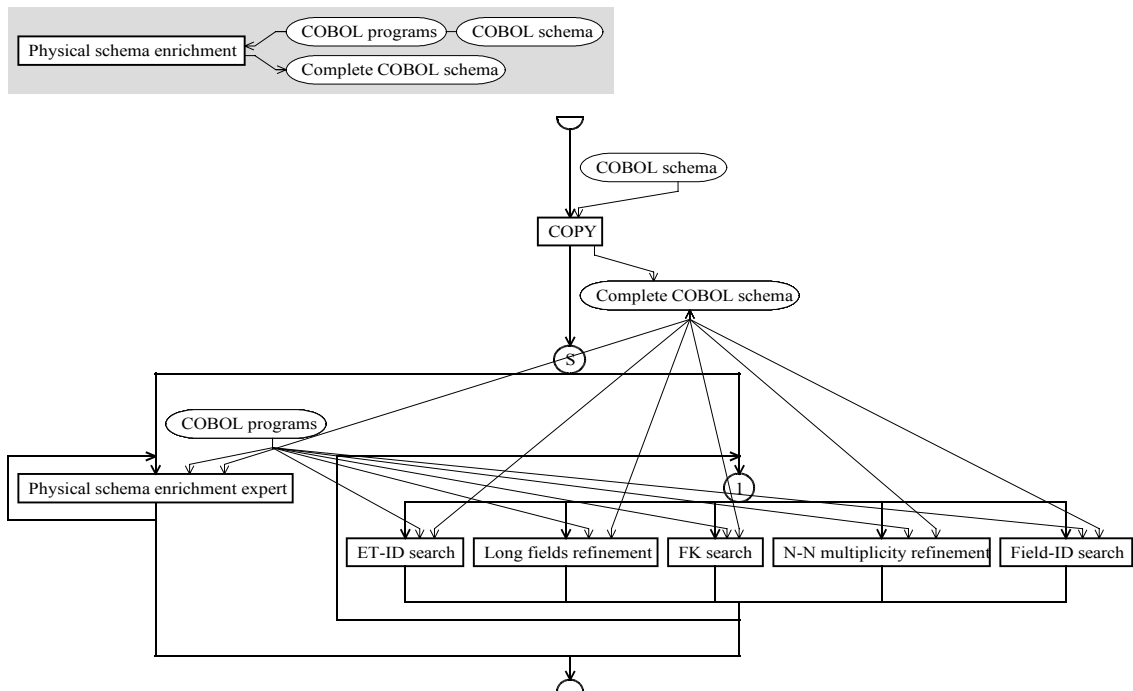 COBOL programs
COBOL schema
Physical schema enrichment
Complete COBOL schema
COBOL schema
COPY
Complete COBOL schema
S
COBOL programs
Physical schema enrichment expert
1
ET-ID search
Long fields refinement
FK search
N-N multiplicity refinement
Field-ID search